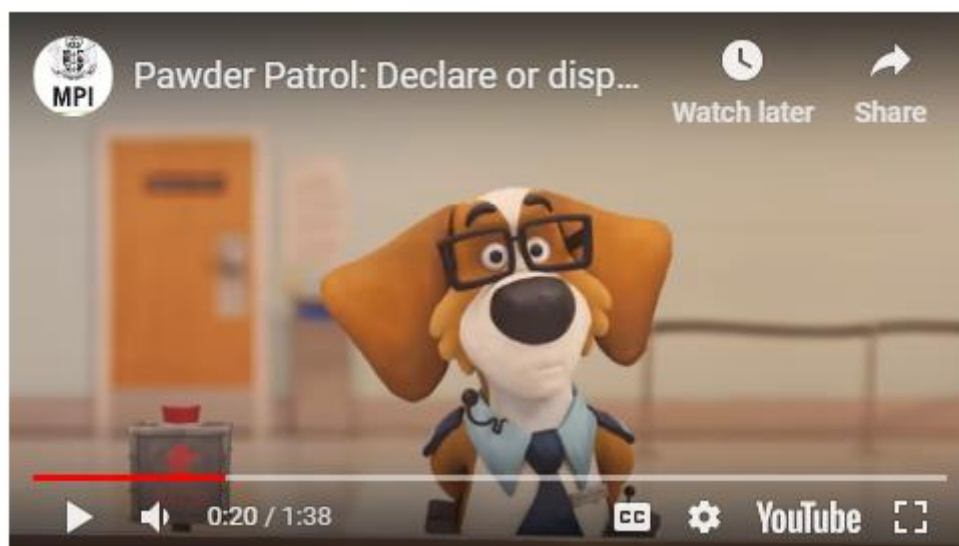 MPI
Pawder Patrol: Declare or disp...
Watch later
Share
0:20 / 1:38
CC
YouTube